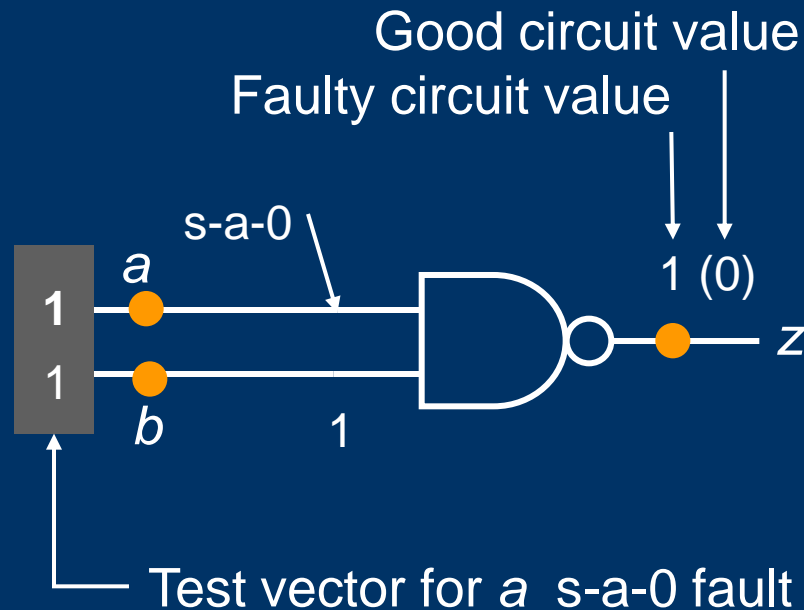 Good circuit value
Faulty circuit value
s-a-0
a
1 (0)
1
z
1
b
1
Test vector for a s-a-0 fault